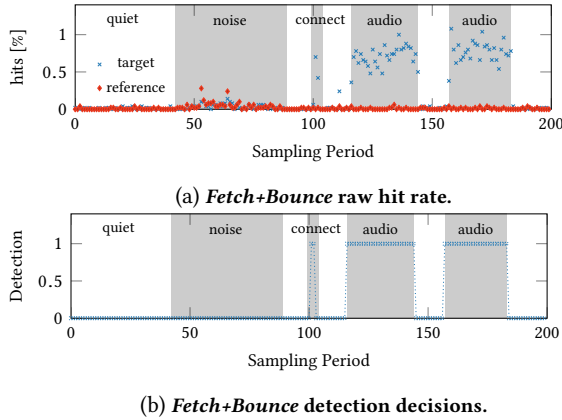 quiet noise connect audio audio
hits [%]
1
0.5
0
target
reference
0 50 100 150 200
Sampling Period
(a) Fetch+Bounce raw hit rate.
quiet noise connect audio audio
Detection
1
0.5
0
0 50 100 150 200
Sampling Period
(b) Fetch+Bounce detection decisions.